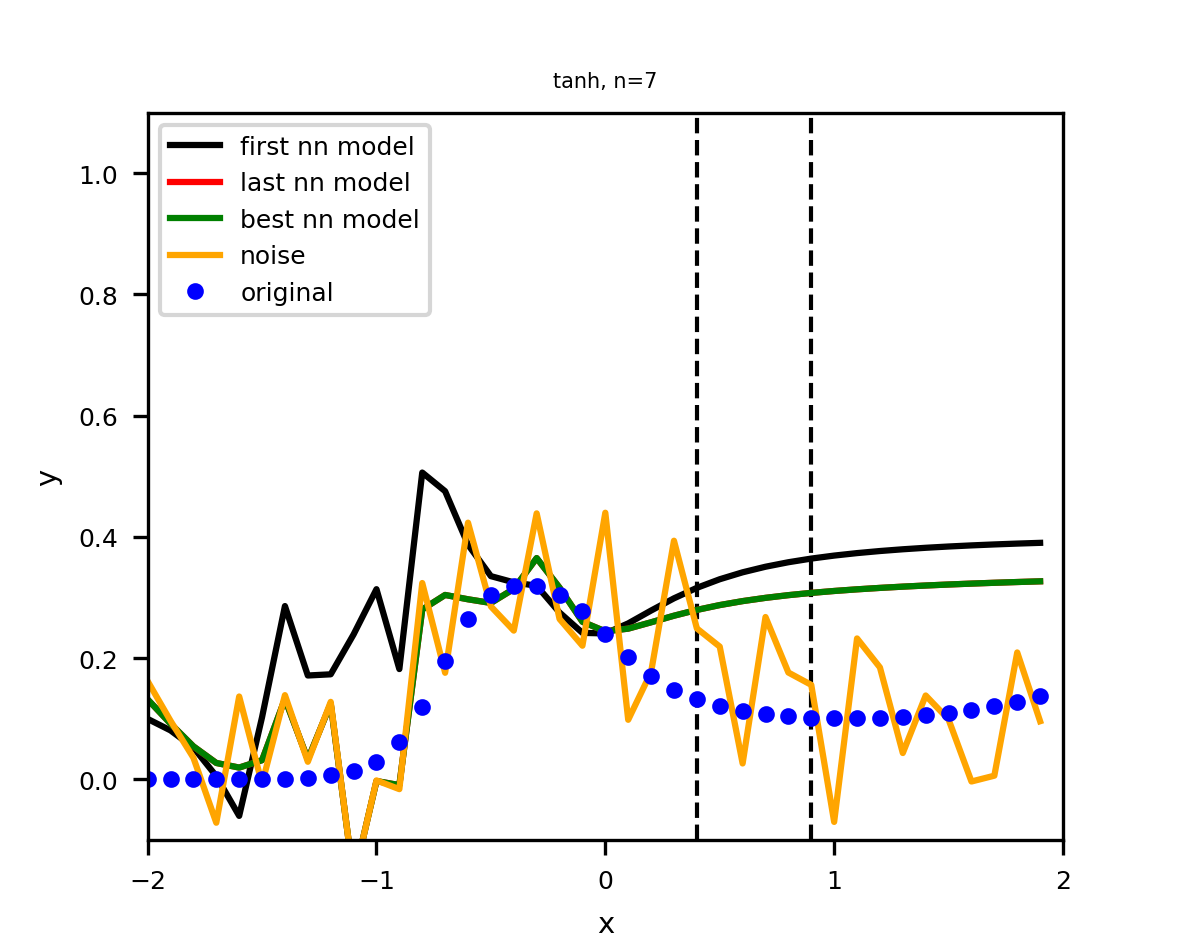 tanh, n=7
first nn model
last nn model
best nn model
noise
original
1.0
0.8
0.6
0.4
0.2
0.0
y
−2
−1
0
1
2
x